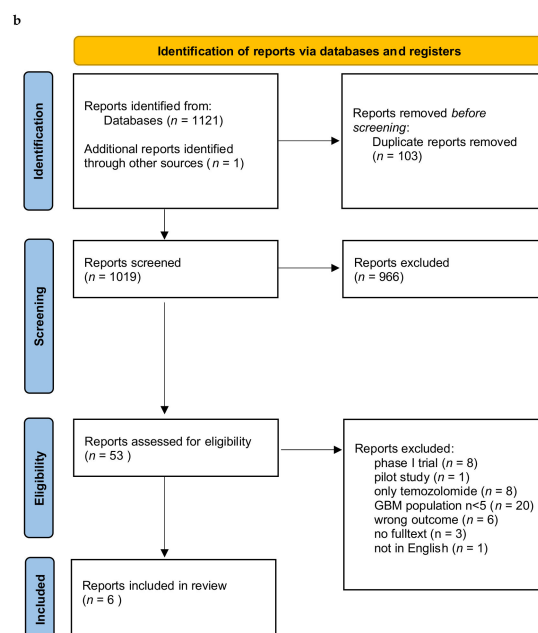 b
Identification of reports via databases and registers
Identification
Reports identified from:
Databases (n = 1121)
Additional reports identified
through other sources (n = 1)
Reports removed before
screening:
Duplicate reports removed
(n = 103)
Screening
Reports screened
(n = 1019)
Reports excluded
(n = 966)
Eligibility
Reports assessed for eligibility
(n = 53 )
Reports excluded:
phase I trial (n = 8)
pilot study (n = 1)
only temozolomide (n = 8)
GBM population n<5 (n = 20)
wrong outcome (n = 6)
no fulltext (n = 3)
not in English (n = 1)
Included
Reports included in review
(n = 6 )